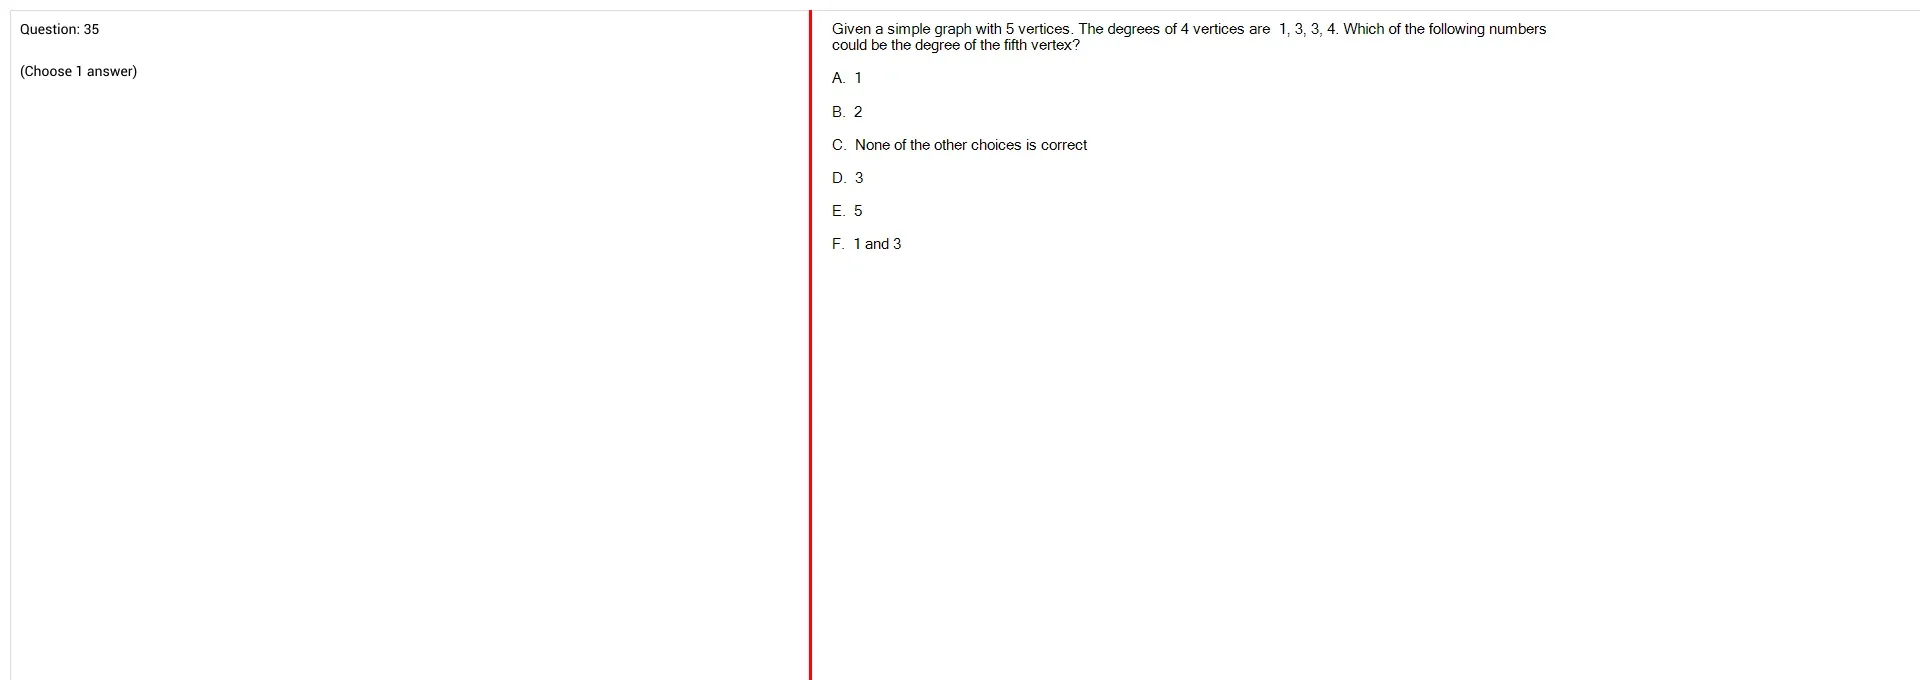 Question: 35
(Choose 1 answer)
Given a simple graph with 5 vertices. The degrees of 4 vertices are 1, 3, 3, 4. Which of the following numbers
could be the degree of the fifth vertex?
A. 1
B. 2
C. None of the other choices is correct
D. 3
E. 5
F. 1 and 3